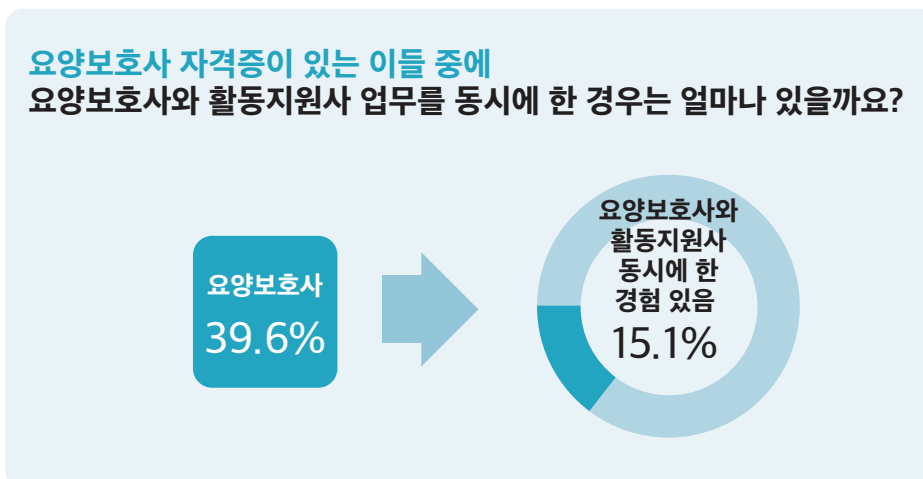 요양보호사 자격증이 있는 이들 중에
요양보호사와 활동지원사 업무를 동시에 한 경우는 얼마나 있을까요?
요양보호사
39.6%
요양보호사와
활동지원사
동시에 한
경험 있음
15.1%